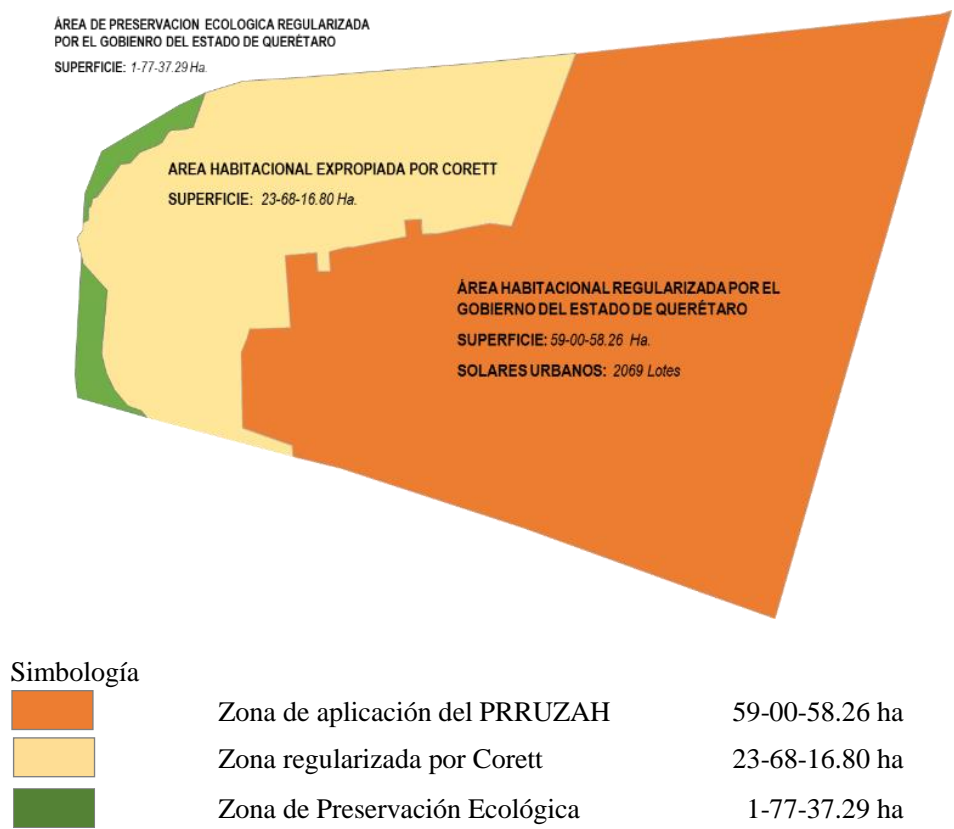 ÁREA DE PRESERVACION ECOLOGICA REGULARIZADA
POR EL GOBIENRO DEL ESTADO DE QUERÉTARO
SUPERFICIE: 1-77-37.29 Ha.
AREA HABITACIONAL EXPROPIADA POR CORETT
SUPERFICIE: 23-68-16.80 Ha.
ÁREA HABITACIONAL REGULARIZADA POR EL
GOBIERNO DEL ESTADO DE QUERÉTARO
SUPERFICIE: 59-00-58.26 Ha.
SOLARES URBANOS: 2069 Lotes
Simbología
Zona de aplicación del PRRUZAH 59-00-58.26 ha
Zona regularizada por Corett 23-68-16.80 ha
Zona de Preservación Ecológica 1-77-37.29 ha